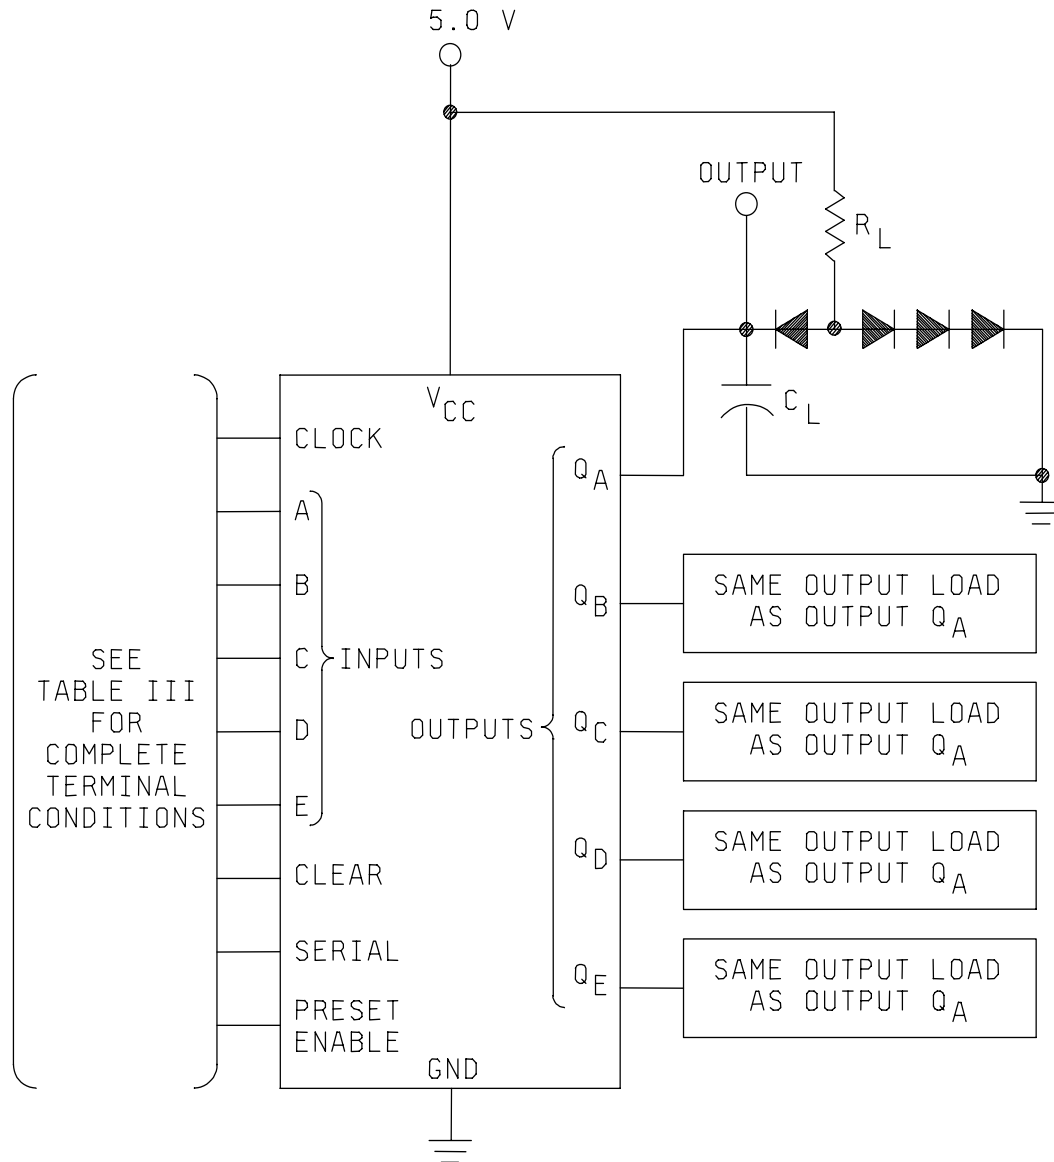 5.0 V
OUTPUT
R L
C L
V CC
CLOCK
A
B
C
D
E
INPUTS
CLEAR
SERIAL
PRESET
ENABLE
GND
OUTPUTS
Q A
Q B
Q C
Q D
Q E
SEE
TABLE III
FOR
COMPLETE
TERMINAL
CONDITIONS
SAME OUTPUT LOAD
AS OUTPUT Q A
SAME OUTPUT LOAD
AS OUTPUT Q A
SAME OUTPUT LOAD
AS OUTPUT Q A
SAME OUTPUT LOAD
AS OUTPUT Q A